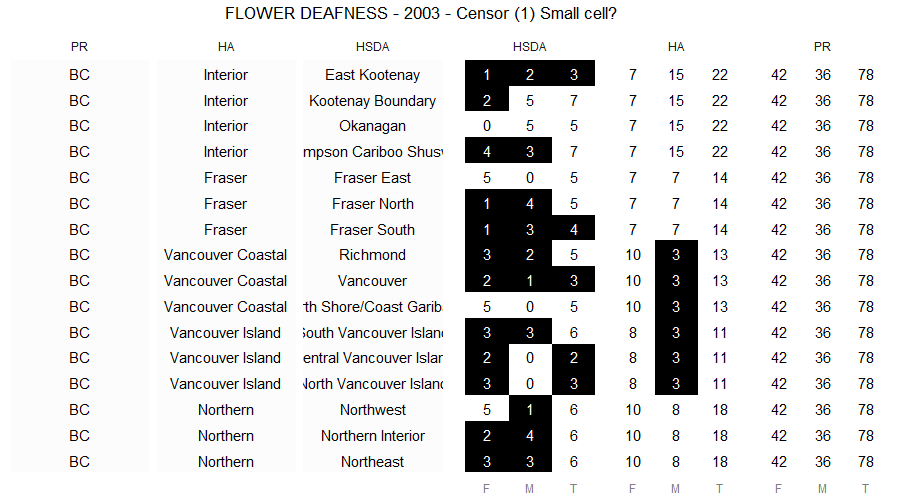 FLOWER DEAFNESS - 2003 - Censor (1) Small cell?
PR HA HSDA HSDA HA PR
BC Interior East Kootenay 1 2 3 7 15 22 42 36 78
BC Interior Kootenay Boundary 2 5 7 7 15 22 42 36 78
BC Interior Okanagan 0 5 5 7 15 22 42 36 78
BC Interior mpson Cariboo Shusw 4 3 7 7 15 22 42 36 78
BC Fraser Fraser East 5 0 5 7 7 14 42 36 78
BC Fraser Fraser North 1 4 5 7 7 14 42 36 78
BC Fraser Fraser South 1 3 4 7 7 14 42 36 78
BC Vancouver Coastal Richmond 3 2 5 10 3 13 42 36 78
BC Vancouver Coastal Vancouver 2 1 3 10 3 13 42 36 78
BC Vancouver Coastal rth Shore/Coast Garib 5 0 5 10 3 13 42 36 78
BC Vancouver Island South Vancouver Island 3 3 6 8 3 11 42 36 78
BC Vancouver Island entral Vancouver Islan 2 0 2 8 3 11 42 36 78
BC Vancouver Island North Vancouver Island 3 0 3 8 3 11 42 36 78
BC Northern Northwest 5 1 6 10 8 18 42 36 78
BC Northern Northern Interior 2 4 6 10 8 18 42 36 78
BC Northern Northeast 3 3 6 10 8 18 42 36 78
F M T F M T F M T